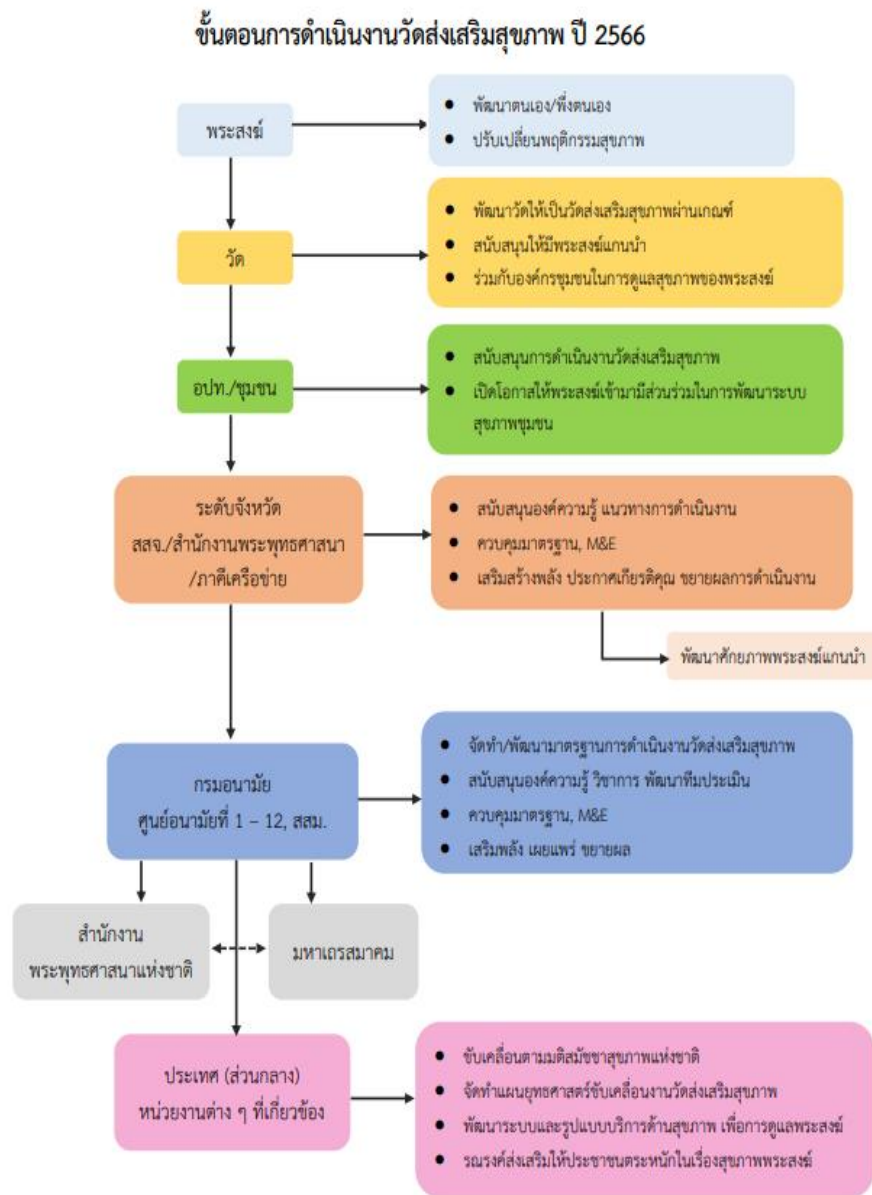 ขั้นตอนการดำเนินงานวัดส่งเสริมสุขภาพ ปี 2566
พระสงฆ์
● พัฒนาตนเอง/พึ่งตนเอง
● ปรับเปลี่ยนพฤติกรรมสุขภาพ
วัด
● พัฒนาวัดให้เป็นวัดส่งเสริมสุขภาพผ่านเกณฑ์
● สนับสนุนให้มีพระสงฆ์แกนนำ
● ร่วมกับองค์กรชุมชนในการดูแลสุขภาพของพระสงฆ์
อปท./ชุมชน
● สนับสนุนการดำเนินงานวัดส่งเสริมสุขภาพ
● เปิดโอกาสให้พระสงฆ์เข้ามามีส่วนร่วมในการพัฒนาระบบ
สุขภาพชุมชน
ระดับจังหวัด
สสจ./สำนักงานพระพุทธศาสนา
/ภาคีเครือข่าย
● สนับสนุนองค์ความรู้ แนวทางการดำเนินงาน
● ควบคุมมาตรฐาน, M&E
● เสริมสร้างพลัง ประกาศเกียรติคุณ ขยายผลการดำเนินงาน
พัฒนาศักยภาพพระสงฆ์แกนนำ
กรมอนามัย
ศูนย์อนามัยที่ 1 – 12, สสม.
● จัดทำ/พัฒนามาตรฐานการดำเนินงานวัดส่งเสริมสุขภาพ
● สนับสนุนองค์ความรู้ วิชาการ พัฒนาทีมประเมิน
● ควบคุมมาตรฐาน, M&E
● เสริมพลัง เผยแพร่ ขยายผล
สำนักงาน
พระพุทธศาสนาแห่งชาติ
มหาเถรสมาคม
ประเทศ (ส่วนกลาง)
หน่วยงานต่าง ๆ ที่เกี่ยวข้อง
● ขับเคลื่อนตามมติสมัชชาสุขภาพแห่งชาติ
● จัดทำแผนยุทธศาสตร์ขับเคลื่อนงานวัดส่งเสริมสุขภาพ
● พัฒนาระบบและรูปแบบบริการด้านสุขภาพ เพื่อการดูแลพระสงฆ์
● รณรงค์ส่งเสริมให้ประชาชนตระหนักในเรื่องสุขภาพพระสงฆ์